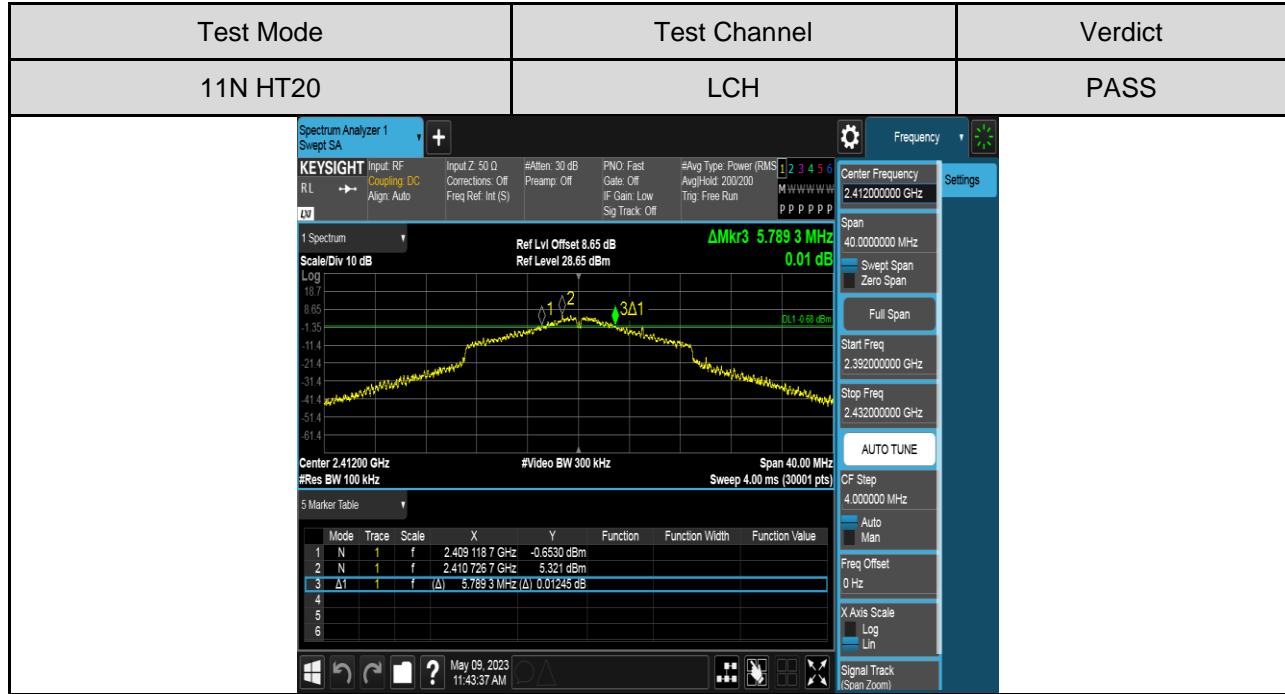 Test Mode Test Channel Verdict
11N HT20 LCH PASS
Spectrum Analyzer 1
Swept SA
+
Frequency
KEYSIGHT Input: RF Input Z: 50 Ω #Atten: 30 dB PNO: Fast #Avg Type: Power (RMS 1 2 3 4 5 6
RL Coupling: DC Corrections: Off Preamp: Off Gate: Off Avg|Hold: 200/200 M W W W W W
Align: Auto Freq Ref: Int (S) IF Gain: Low Trig: Free Run
LXI Sig Track: Off P P P P P P
1 Spectrum Ref Lvl Offset 8.65 dB ΔMkr3 5.789 3 MHz
Scale/Div 10 dB Ref Level 28.65 dBm 0.01 dB
Log
18.7
8.65
-1.35
-11.4
-21.4
-31.4
-41.4
-51.4
-61.4
1 2 3Δ1
DL1 -0.68 dBm
Center 2.41200 GHz #Video BW 300 kHz Span 40.00 MHz
#Res BW 100 kHz Sweep 4.00 ms (30001 pts)
5 Marker Table
Mode Trace Scale X Y Function Function Width Function Value
1 N 1 f 2.409 118 7 GHz -0.6530 dBm
2 N 1 f 2.410 726 7 GHz 5.321 dBm
3 Δ1 1 f (Δ) 5.789 3 MHz (Δ) 0.01245 dB
4
5
6
? May 09, 2023
11:43:37 AM
Center Frequency
2.412000000 GHz
Settings
Span
40.0000000 MHz
Swept Span
Zero Span
Full Span
Start Freq
2.392000000 GHz
Stop Freq
2.432000000 GHz
AUTO TUNE
CF Step
4.000000 MHz
Auto
Man
Freq Offset
0 Hz
X Axis Scale
Log
Lin
Signal Track
(Span Zoom)